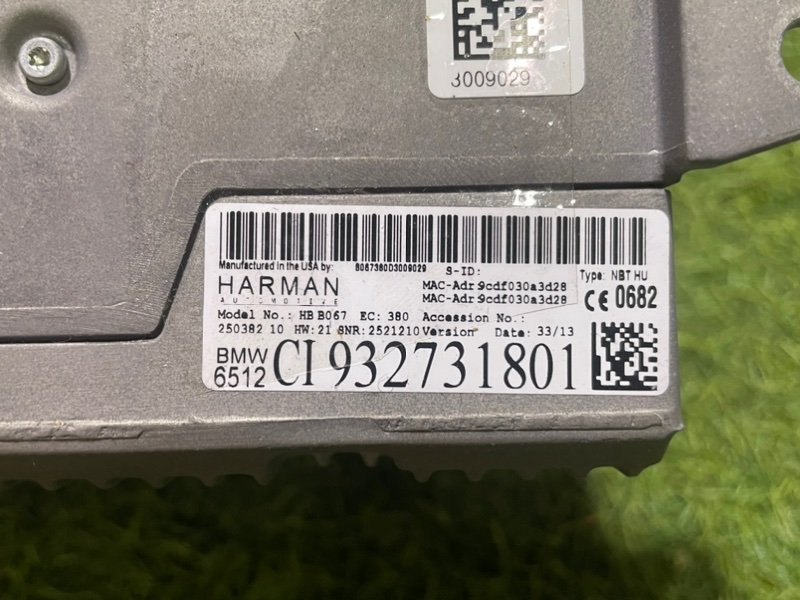 3009029
Manufactured in the USA by: 8067380D3009029 S-ID:
HARMAN
AUTOMOTIVE
MAC-Adr 9cdf030a3d28
MAC-Adr 9cdf030a3d28
Type: NBT HU
CE 0682
Model No.: HB B067 EC: 380 Accession No.:
250382 10 HW:21 SNR:2521210 Version Date: 33/13
BMW
6512 CI 932731801